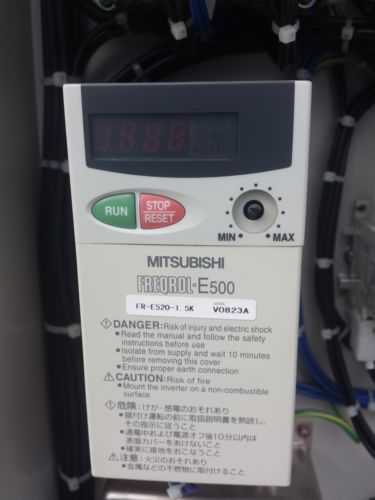 RUN
STOP
RESET
MIN MAX
MITSUBISHI
FREQROL-E500
FR-E520-1.5K V0823A
⚠DANGER: Risk of injury and electric shock
● Read the manual and follow the safety
instructions before use
● Isolate from supply and wait 10 minutes
before removing this cover
● Ensure proper earth connection
⚠CAUTION: Risk of fire
● Mount the inverter on a non-combustible
surface
⚠危険：けが・感電のおそれあり
● 据付け運転の前に取扱説明書を熟読し、
その指示に従うこと
● 通電中および電源オフ後10分以内は
表面カバーをあけないこと
● 確実に接地をおこなうこと
⚠注意：火災のおそれあり
● 金属などの不燃物に取付けること